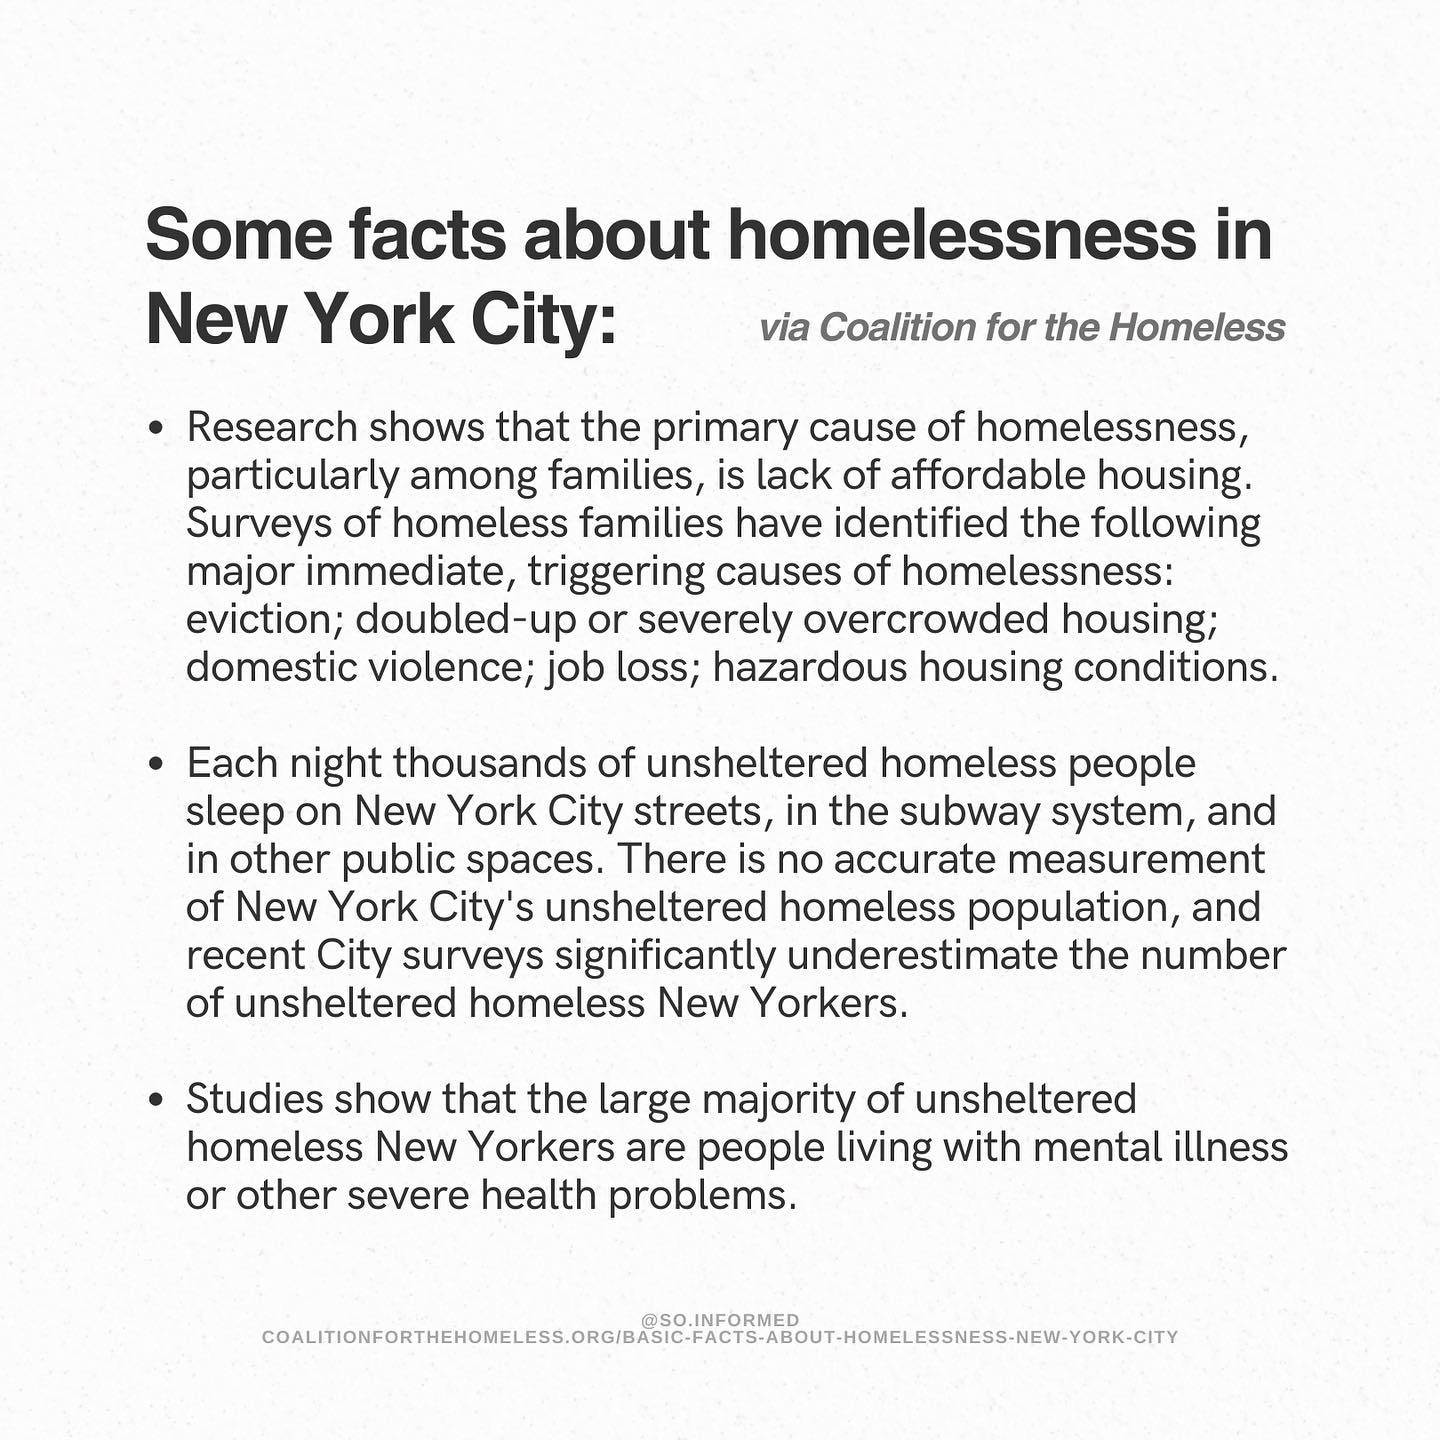 Some facts about homelessness in
New York City:
via Coalition for the Homeless
• Research shows that the primary cause of homelessness,
particularly among families, is lack of affordable housing.
Surveys of homeless families have identified the following
major immediate, triggering causes of homelessness:
eviction; doubled-up or severely overcrowded housing;
domestic violence; job loss; hazardous housing conditions.
• Each night thousands of unsheltered homeless people
sleep on New York City streets, in the subway system, and
in other public spaces. There is no accurate measurement
of New York City's unsheltered homeless population, and
recent City surveys significantly underestimate the number
of unsheltered homeless New Yorkers.
• Studies show that the large majority of unsheltered
homeless New Yorkers are people living with mental illness
or other severe health problems.
@SO.INFORMED
COALITIONFORTHEHOMELESS.ORG/BASIC-FACTS-ABOUT-HOMELESSNESS-NEW-YORK-CITY